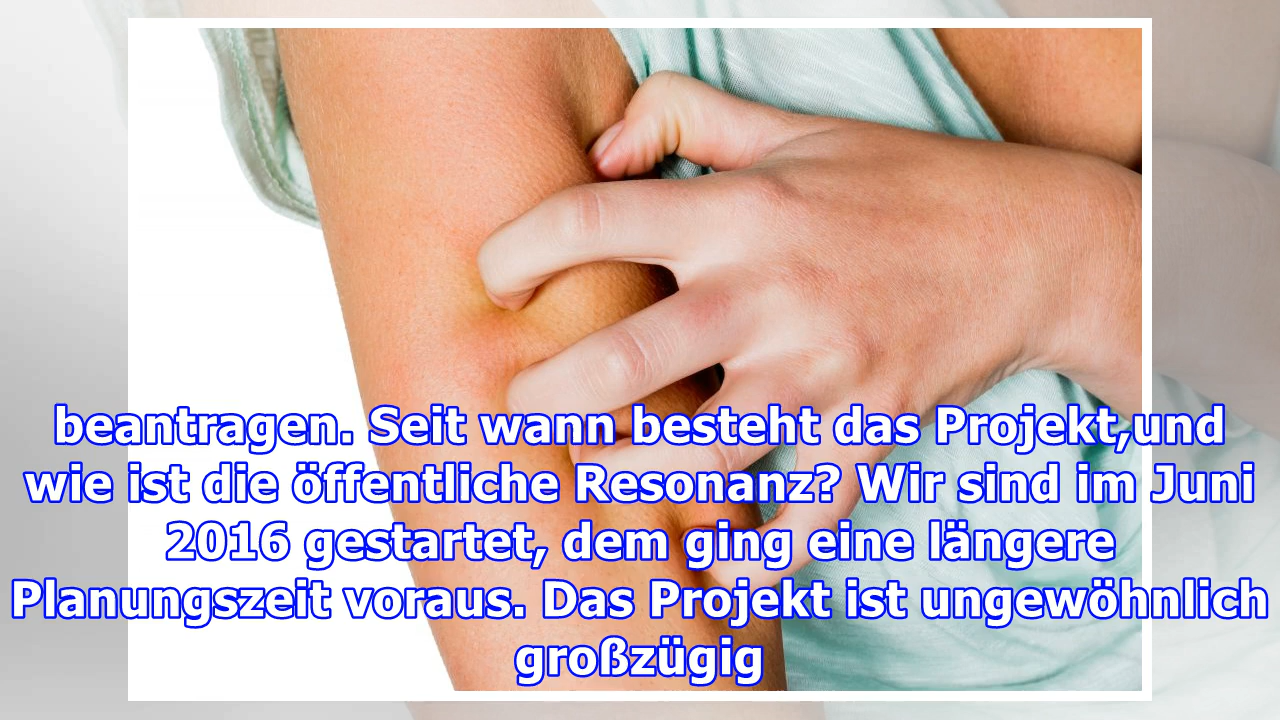 beantragen. Seit wann besteht das Projekt,und
wie ist die öffentliche Resonanz? Wir sind im Juni
2016 gestartet, dem ging eine längere
Planungszeit voraus. Das Projekt ist ungewöhnlich
großzügig